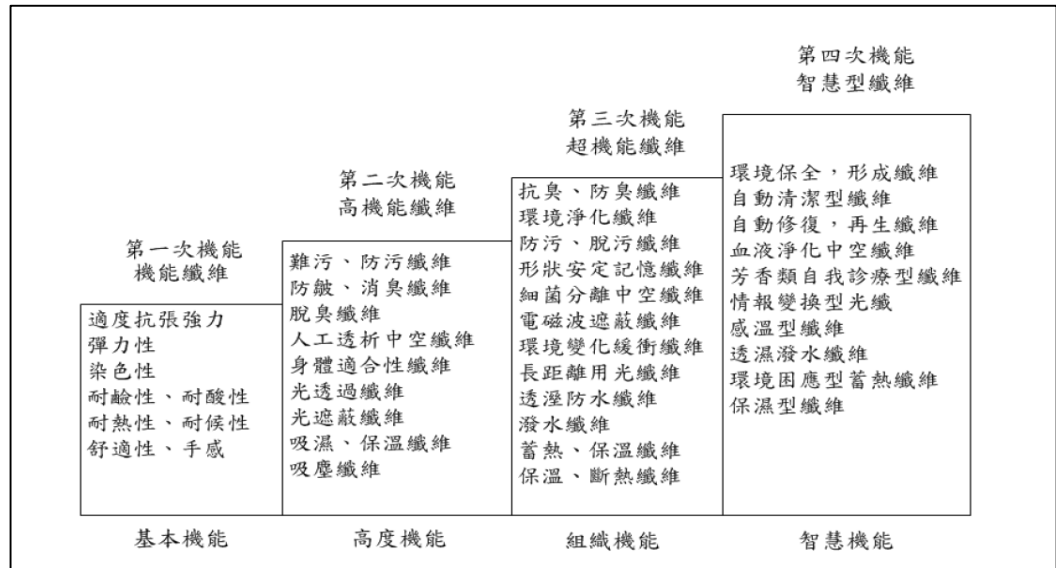 第一次機能
機能纖維
適度抗張強力
彈力性
染色性
耐鹼性、耐酸性
耐熱性、耐候性
舒適性、手感
基本機能
第二次機能
高機能纖維
難污、防污纖維
防皺、消臭纖維
脫臭纖維
人工透析中空纖維
身體適合性纖維
光透過纖維
光遮蔽纖維
吸濕、保溫纖維
吸塵纖維
高度機能
第三次機能
超機能纖維
抗臭、防臭纖維
環境淨化纖維
防污、脫污纖維
形狀安定記憶纖維
細菌分離中空纖維
電磁波遮蔽纖維
環境變化緩衝纖維
長距離用光纖維
透溼防水纖維
潑水纖維
蓄熱、保溫纖維
保溫、斷熱纖維
組織機能
第四次機能
智慧型纖維
環境保全，形成纖維
自動清潔型纖維
自動修復，再生纖維
血液淨化中空纖維
芳香類自我診療型纖維
情報變換型光纖
感溫型纖維
透濕潑水纖維
環境困應型蓄熱纖維
保濕型纖維
智慧機能